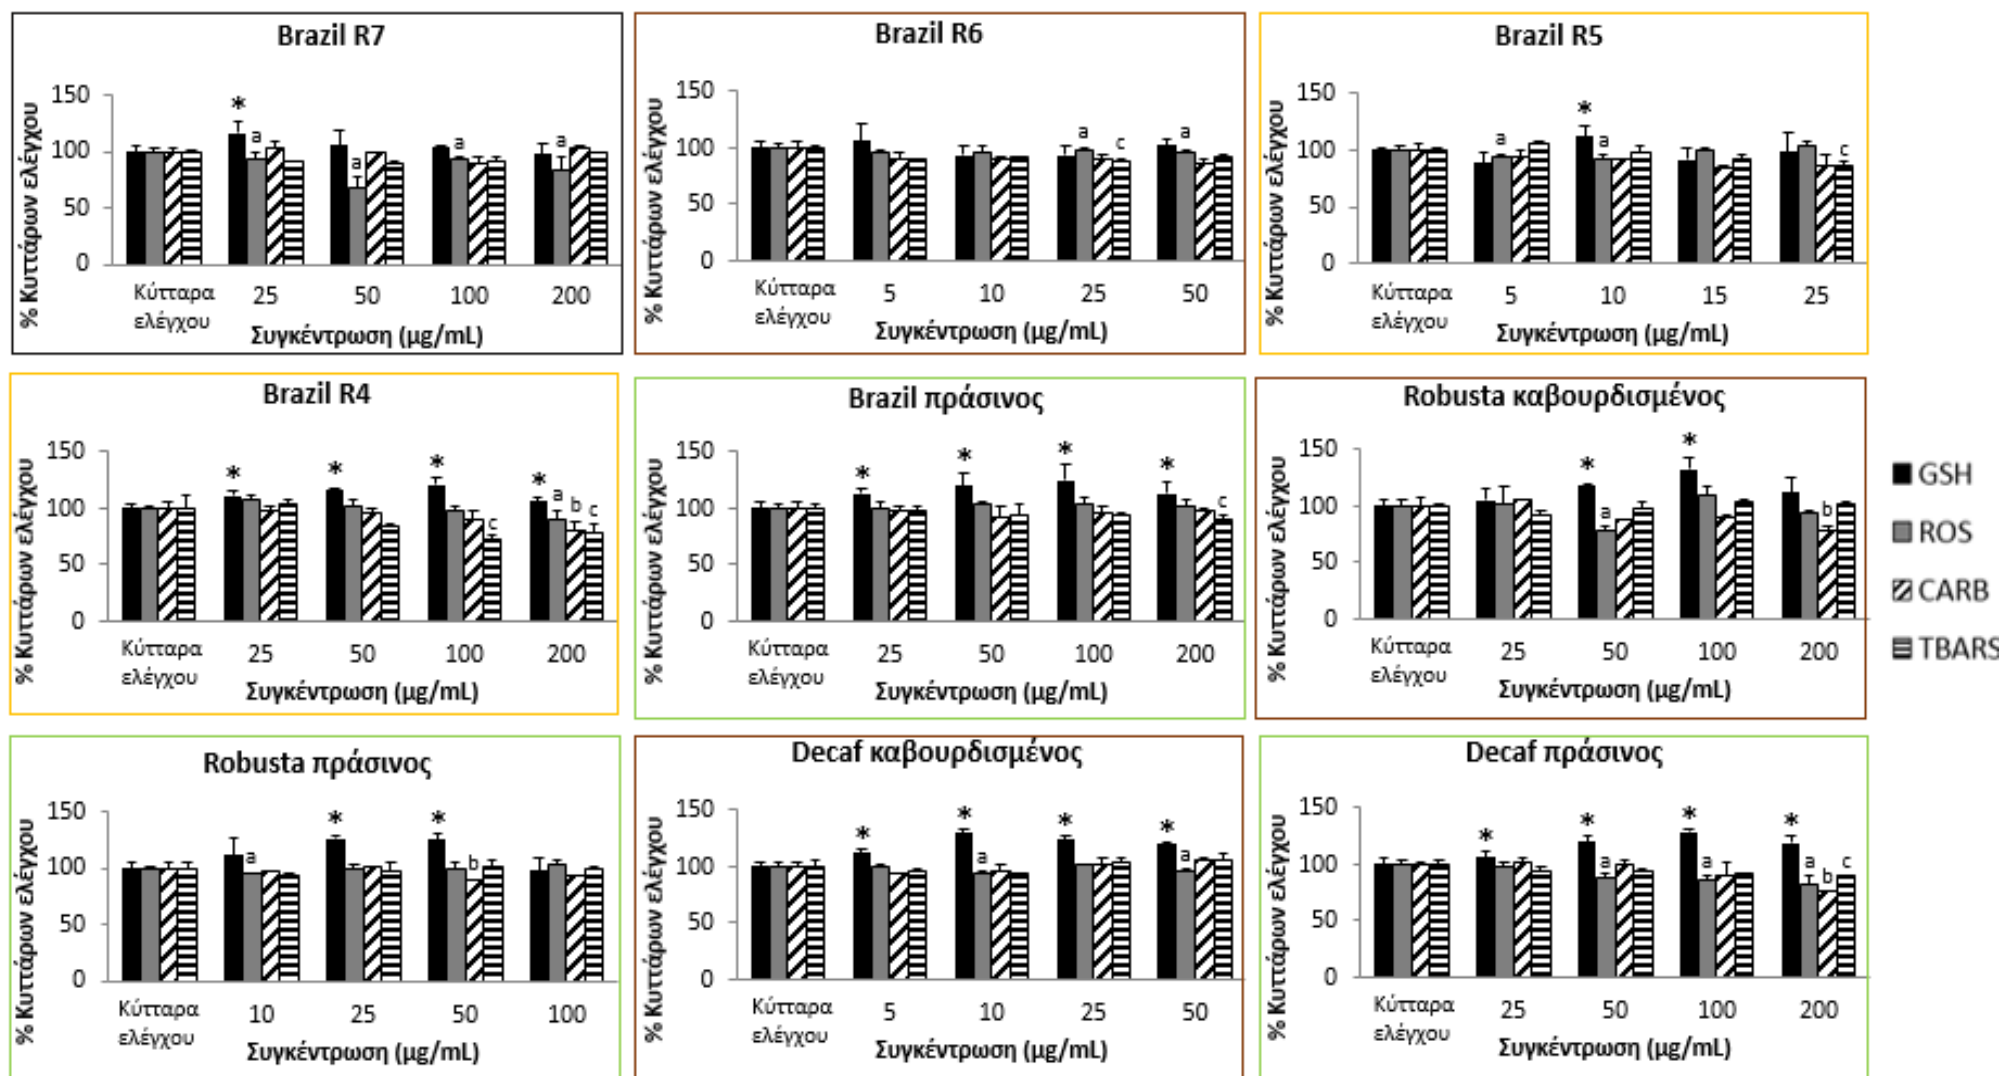 Brazil R7
% Κυττάρων ελέγχου
150
*
a
a
a
a
100
50
0
Κύτταρα ελέγχου
25
50
100
200
Συγκέντρωση (μg/mL)
Brazil R6
% Κυττάρων ελέγχου
150
a
c
a
100
50
0
Κύτταρα ελέγχου
5
10
25
50
Συγκέντρωση (μg/mL)
Brazil R5
% Κυττάρων ελέγχου
150
*
a
a
c
100
50
0
Κύτταρα ελέγχου
5
10
15
25
Συγκέντρωση (μg/mL)
Brazil R4
% Κυττάρων ελέγχου
150
*
*
*
*
a
b
c
c
100
50
0
Κύτταρα ελέγχου
25
50
100
200
Συγκέντρωση (μg/mL)
Brazil πράσινος
% Κυττάρων ελέγχου
150
*
*
*
*
c
100
50
0
Κύτταρα ελέγχου
25
50
100
200
Συγκέντρωση (μg/mL)
Robusta καβουρδισμένος
% Κυττάρων ελέγχου
150
*
*
a
b
100
50
0
Κύτταρα ελέγχου
25
50
100
200
Συγκέντρωση (μg/mL)
GSH
ROS
CARB
TBARS
Robusta πράσινος
% Κυττάρων ελέγχου
150
*
*
a
b
100
50
0
Κύτταρα ελέγχου
10
25
50
100
Συγκέντρωση (μg/mL)
Decaf καβουρδισμένος
% Κυττάρων ελέγχου
150
*
*
*
*
a
a
100
50
0
Κύτταρα ελέγχου
5
10
25
50
Συγκέντρωση (μg/mL)
Decaf πράσινος
% Κυττάρων ελέγχου
150
*
*
*
*
a
a
a
b
c
100
50
0
Κύτταρα ελέγχου
25
50
100
200
Συγκέντρωση (μg/mL)